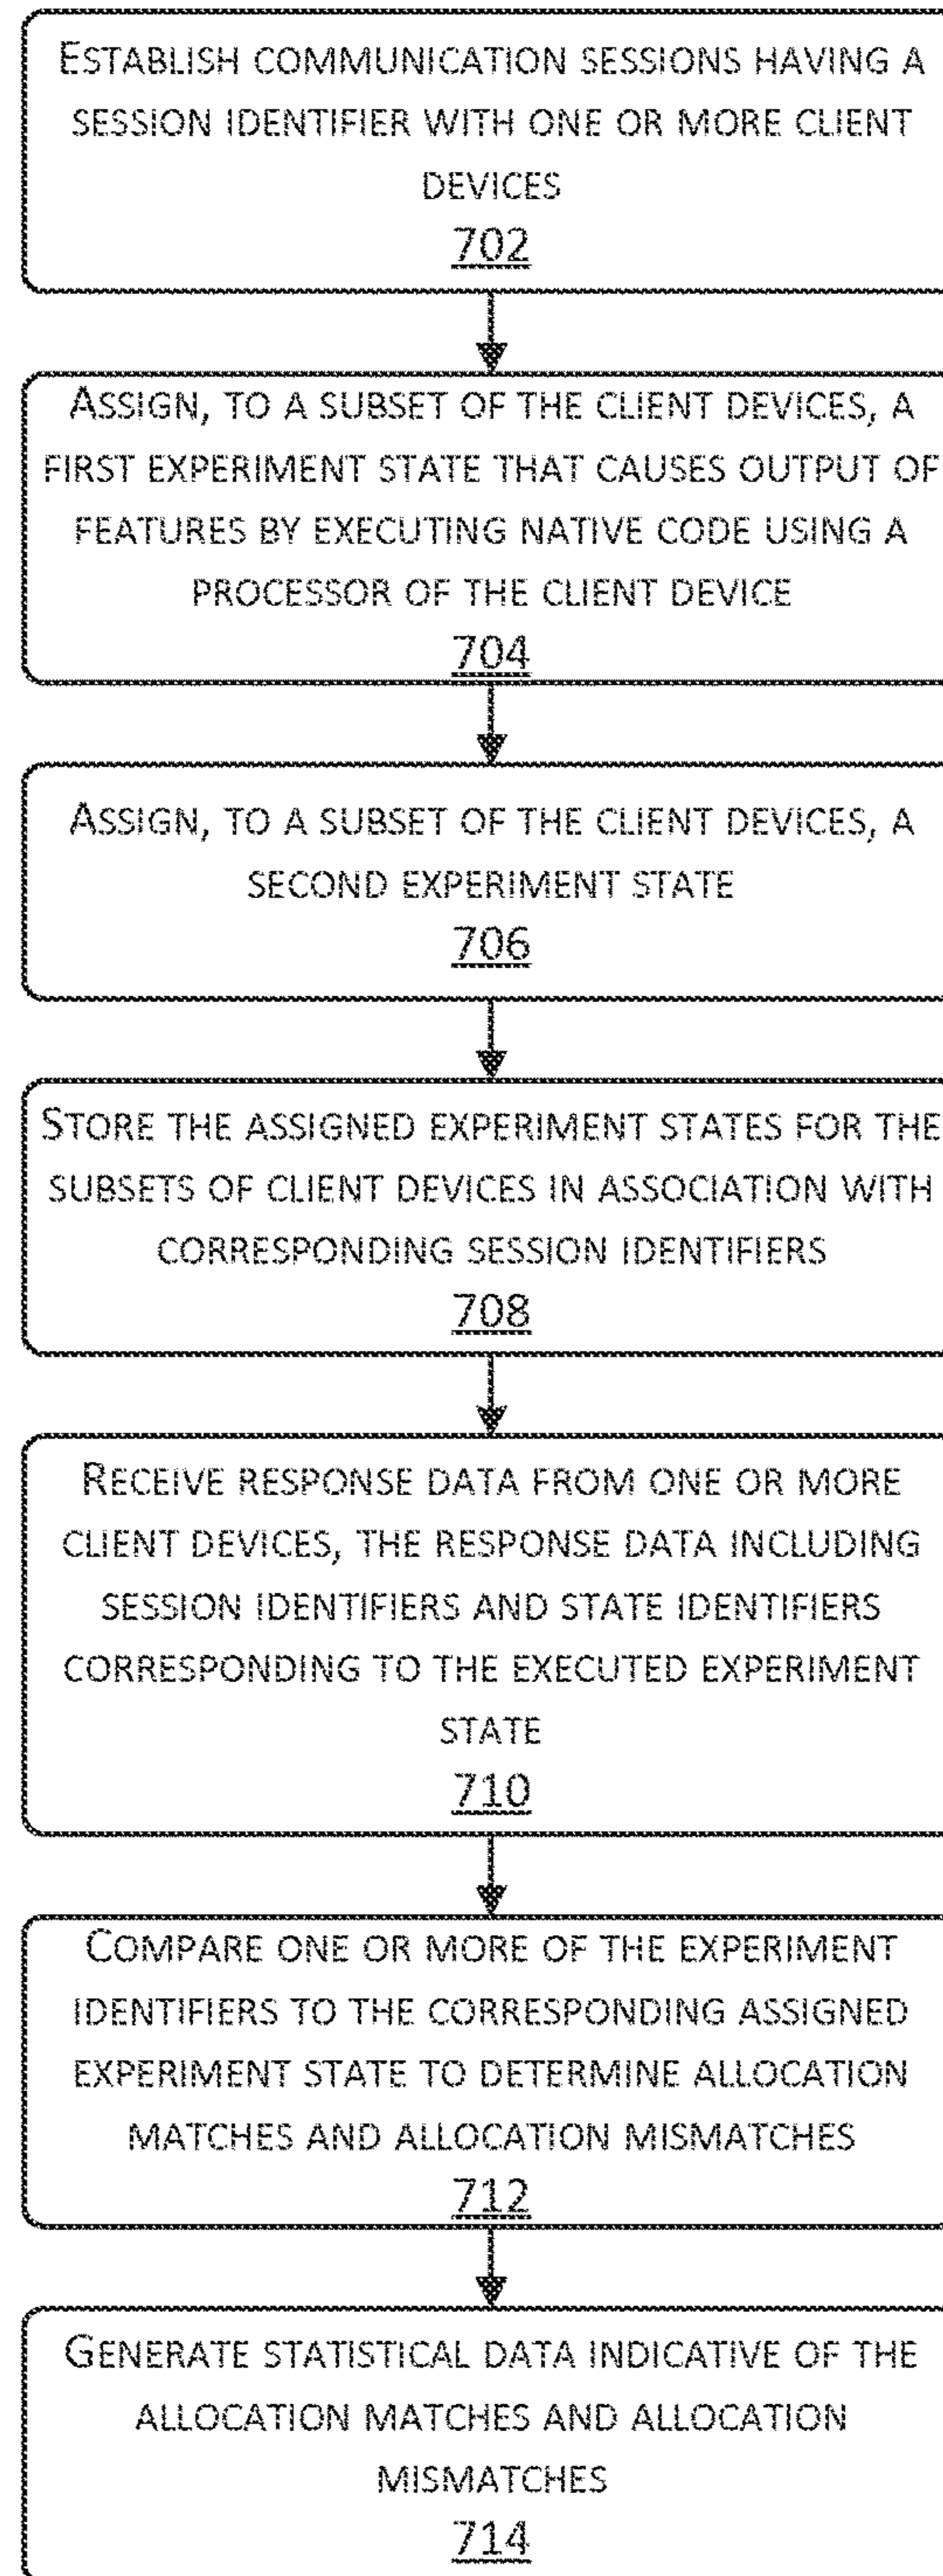 ESTABLISH COMMUNICATION SESSIONS HAVING A
SESSION IDENTIFIER WITH ONE OR MORE CLIENT
DEVICES
702
ASSIGN, TO A SUBSET OF THE CLIENT DEVICES, A
FIRST EXPERIMENT STATE THAT CAUSES OUTPUT OF
FEATURES BY EXECUTING NATIVE CODE USING A
PROCESSOR OF THE CLIENT DEVICE
704
ASSIGN, TO A SUBSET OF THE CLIENT DEVICES, A
SECOND EXPERIMENT STATE
706
STORE THE ASSIGNED EXPERIMENT STATES FOR THE
SUBSETS OF CLIENT DEVICES IN ASSOCIATION WITH
CORRESPONDING SESSION IDENTIFIERS
708
RECEIVE RESPONSE DATA FROM ONE OR MORE
CLIENT DEVICES, THE RESPONSE DATA INCLUDING
SESSION IDENTIFIERS AND STATE IDENTIFIERS
CORRESPONDING TO THE EXECUTED EXPERIMENT
STATE
710
COMPARE ONE OR MORE OF THE EXPERIMENT
IDENTIFIERS TO THE CORRESPONDING ASSIGNED
EXPERIMENT STATE TO DETERMINE ALLOCATION
MATCHES AND ALLOCATION MISMATCHES
712
GENERATE STATISTICAL DATA INDICATIVE OF THE
ALLOCATION MATCHES AND ALLOCATION
MISMATCHES
714